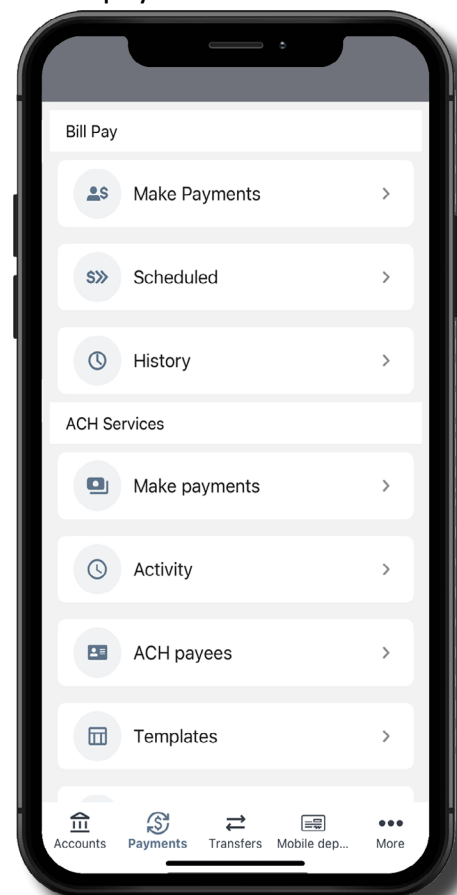 Bill Pay
Make Payments
Scheduled
History
ACH Services
Make payments
Activity
ACH payees
Templates
Accounts
Payments
Transfers
Mobile dep...
More